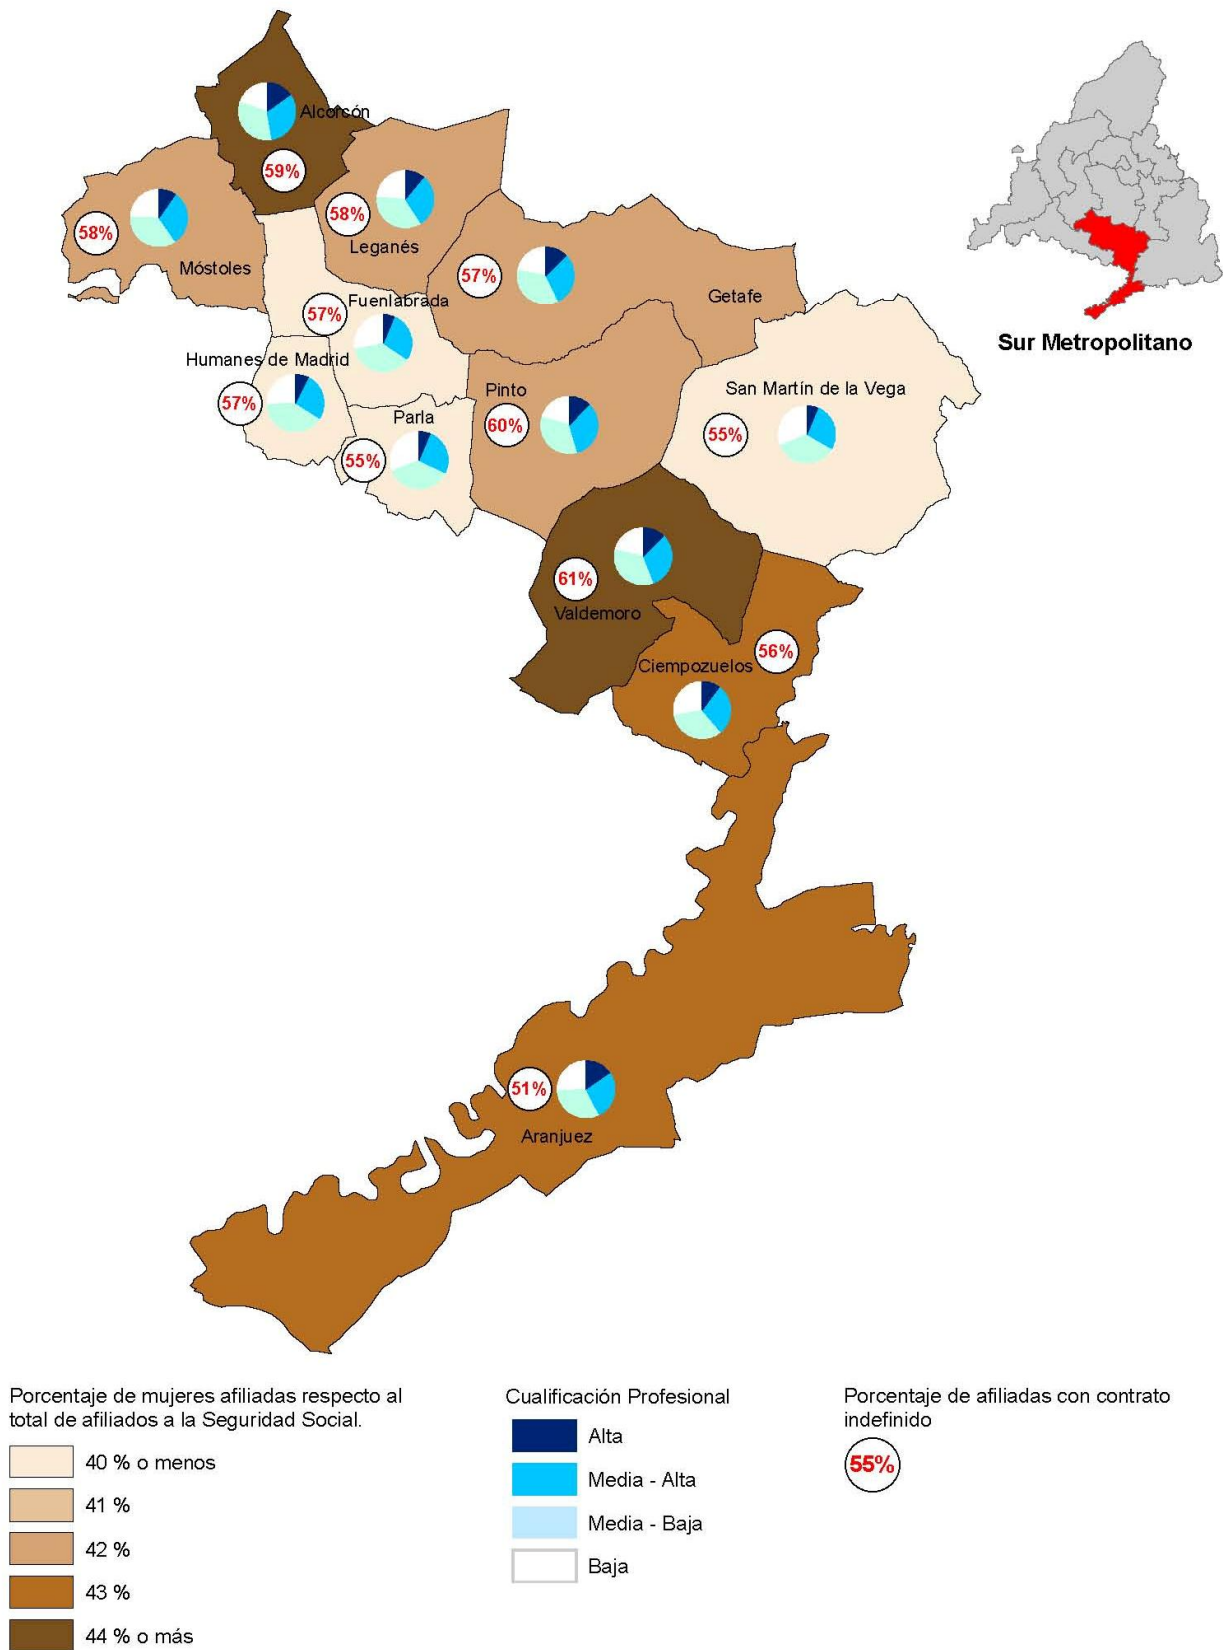 Alcorcón
59%
58%
Móstoles
58%
Leganés
57%
Getafe
Sur Metropolitano
57%
Fuenlabrada
Humanes de Madrid
57%
Parla
55%
Pinto
60%
San Martín de la Vega
55%
61%
Valdemoro
56%
Ciempozuelos
51%
Aranjuez
Porcentaje de mujeres afiliadas respecto al
total de afiliados a la Seguridad Social.
40 % o menos
41 %
42 %
43 %
44 % o más
Cualificación Profesional
Alta
Media - Alta
Media - Baja
Baja
Porcentaje de afiliadas con contrato
indefinido
55%